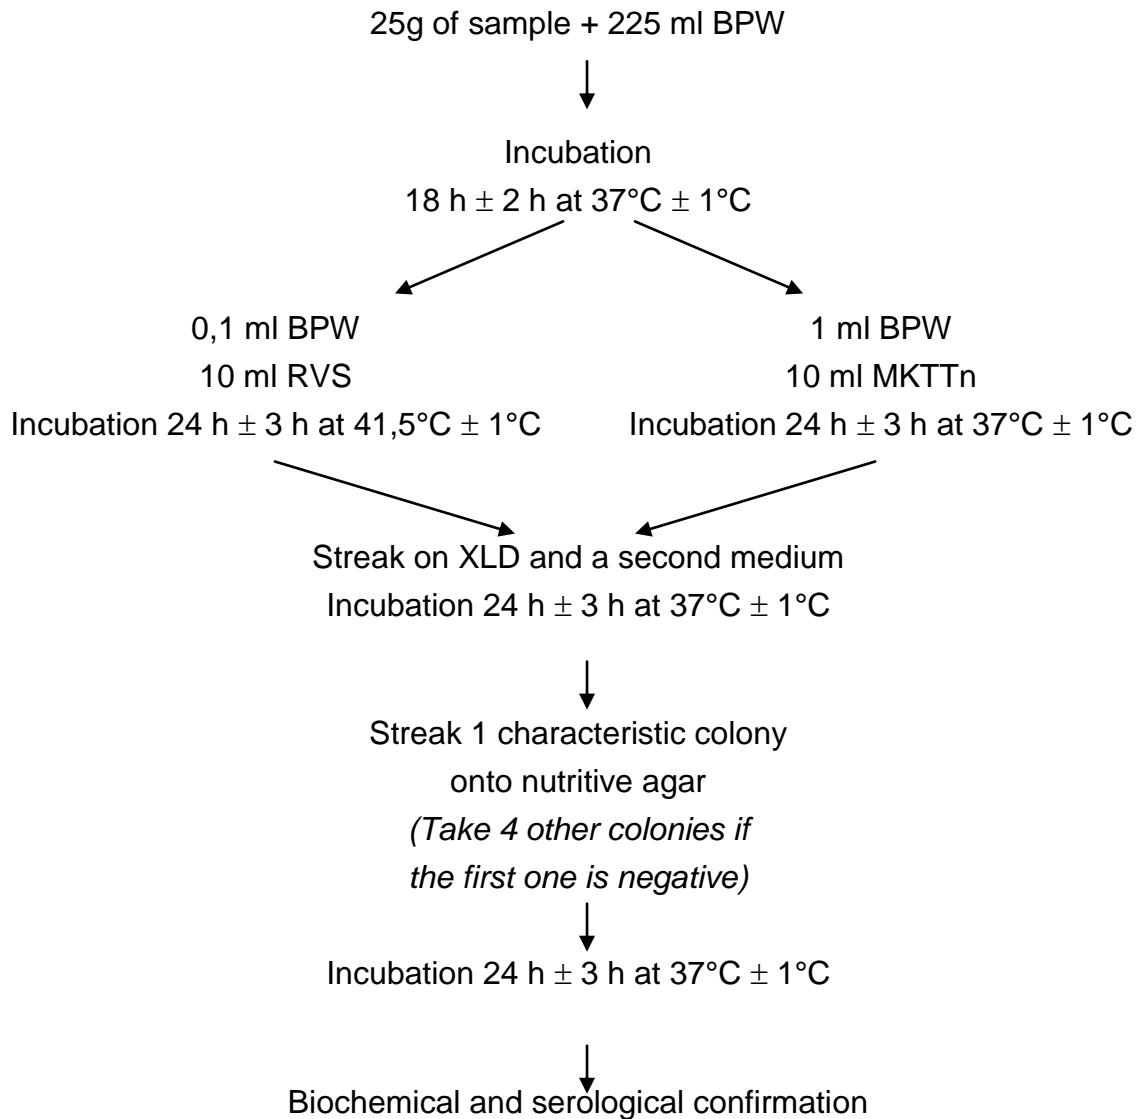 25g of sample + 225 ml BPW
Incubation
18 h ± 2 h at 37°C ± 1°C
0,1 ml BPW
10 ml RVS
Incubation 24 h ± 3 h at 41,5°C ± 1°C
1 ml BPW
10 ml MKTTn
Incubation 24 h ± 3 h at 37°C ± 1°C
Streak on XLD and a second medium
Incubation 24 h ± 3 h at 37°C ± 1°C
Streak 1 characteristic colony
onto nutritive agar
(Take 4 other colonies if
the first one is negative)
Incubation 24 h ± 3 h at 37°C ± 1°C
Biochemical and serological confirmation